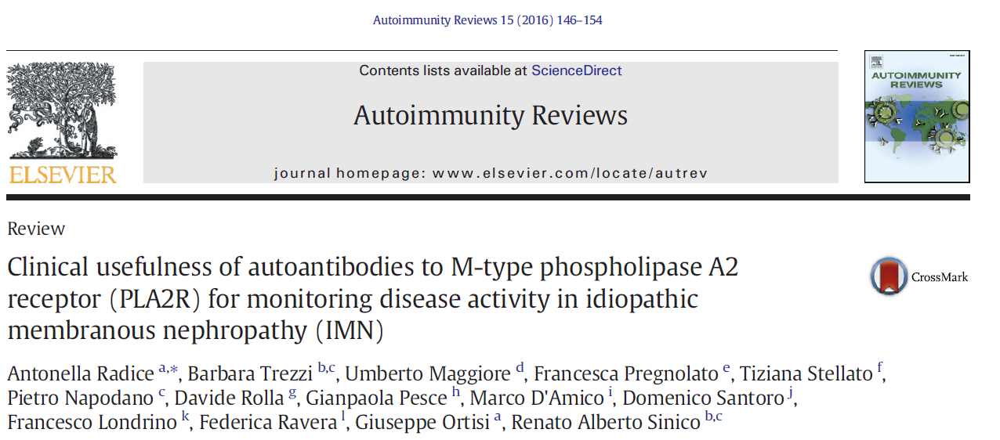 Autoimmunity Reviews 15 (2016) 146–154
ELSEVIER
Contents lists available at ScienceDirect
Autoimmunity Reviews
journal homepage: www.elsevier.com/locate/autrev
AUTOIMMUNITY
REVIEWS
Review
Clinical usefulness of autoantibodies to M-type phospholipase A2
receptor (PLA2R) for monitoring disease activity in idiopathic
membranous nephropathy (IMN)
CrossMark
Antonella Radice a,*, Barbara Trezzi b,c, Umberto Maggiore d, Francesca Pregnolato e, Tiziana Stellato f,
Pietro Napodano c, Davide Rolla g, Gianpaola Pesce h, Marco D'Amico i, Domenico Santoro j,
Francesco Londrino k, Federica Ravera l, Giuseppe Ortisi a, Renato Alberto Sinico b,c